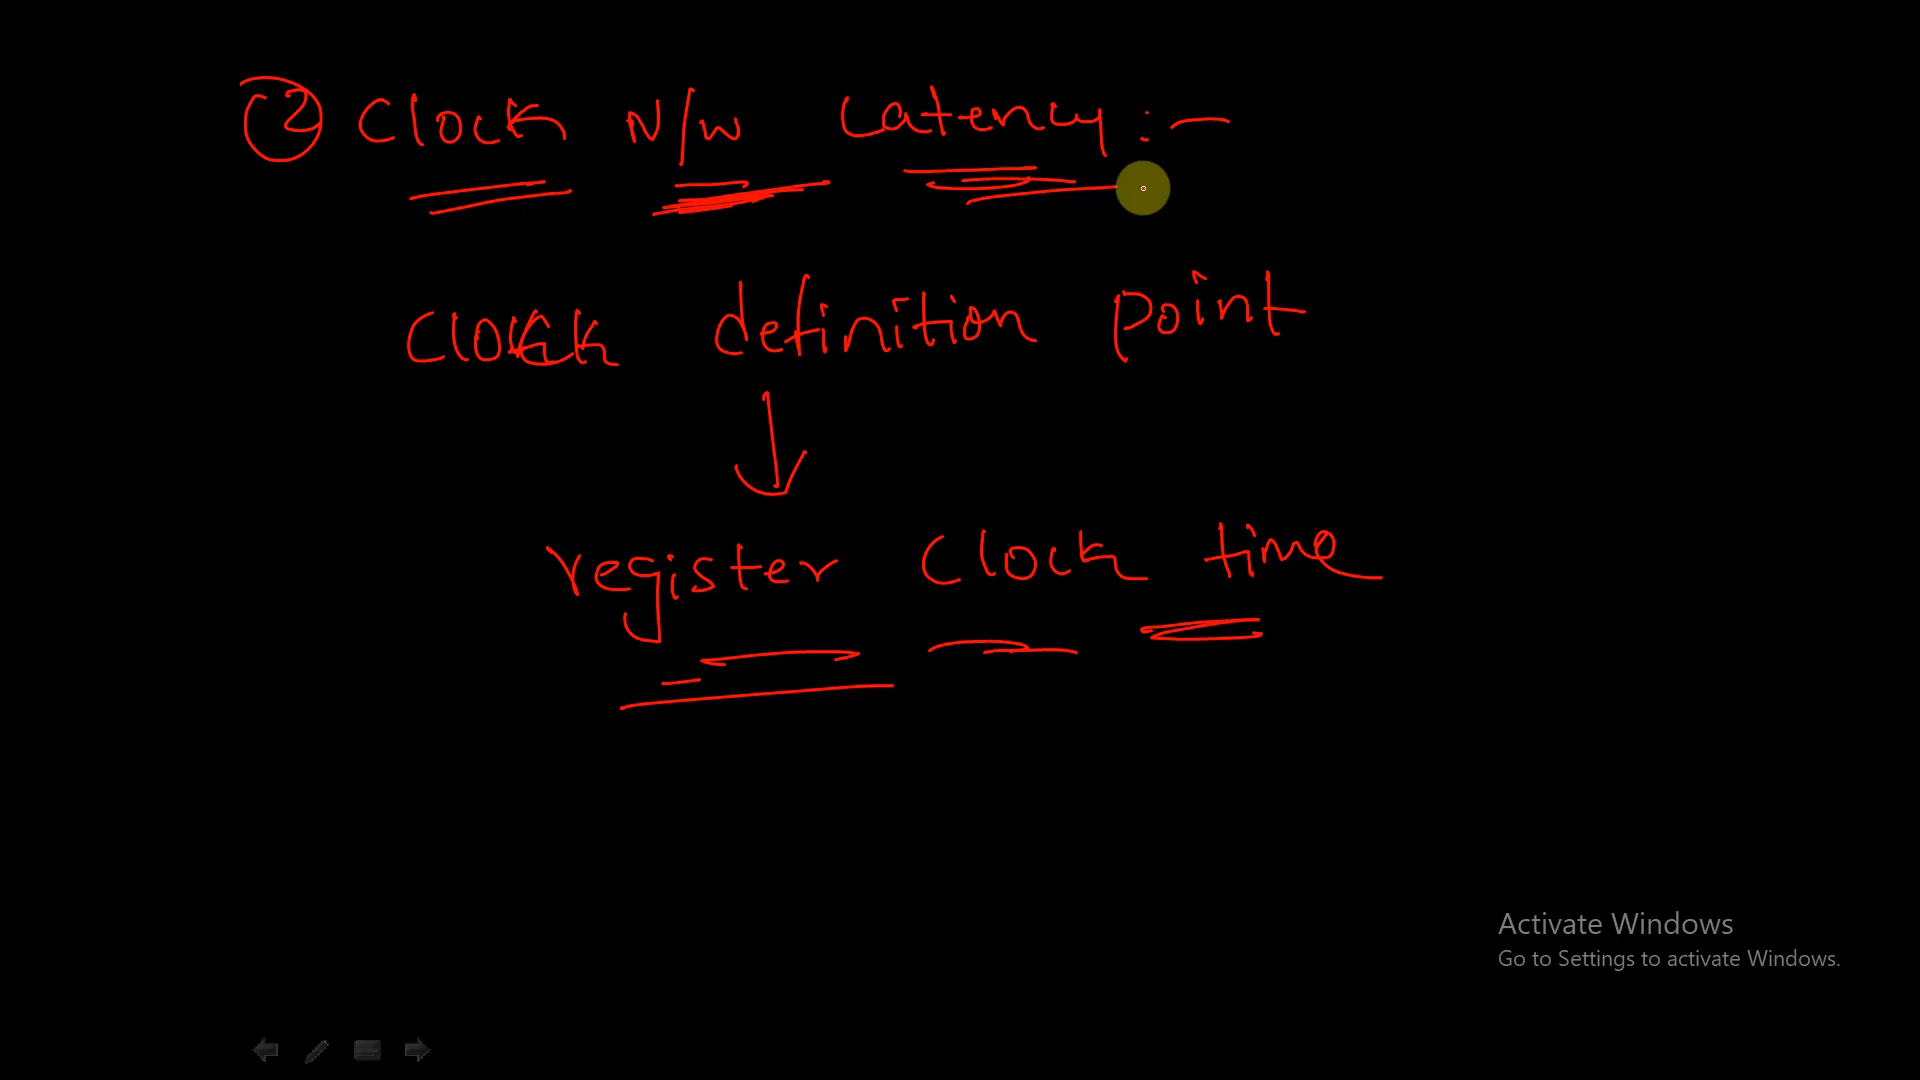 2 Clock N/w Latency :-
Clock definition point
↓
register clock time
Activate Windows
Go to Settings to activate Windows.